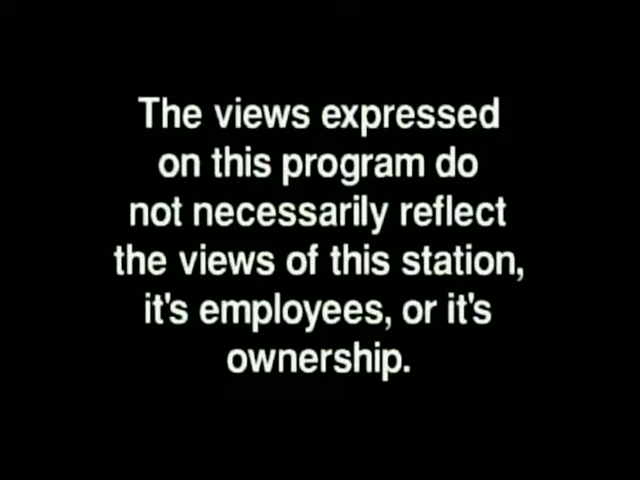 The views expressed
on this program do
not necessarily reflect
the views of this station,
it's employees, or it's
ownership.